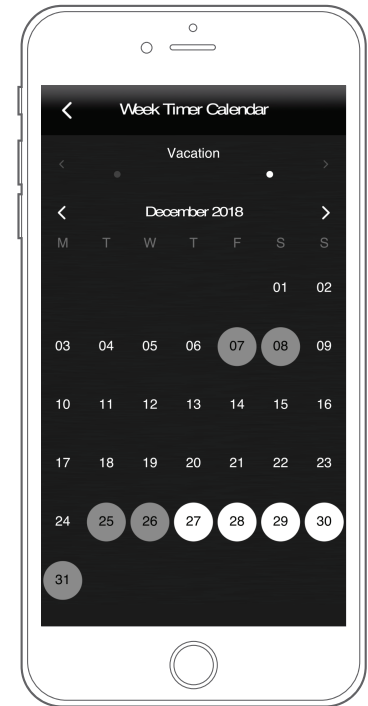 Week Timer Calendar
Vacation
December 2018
M T W T F S S
01 02
03 04 05 06 07 08 09
10 11 12 13 14 15 16
17 18 19 20 21 22 23
24 25 26 27 28 29 30
31